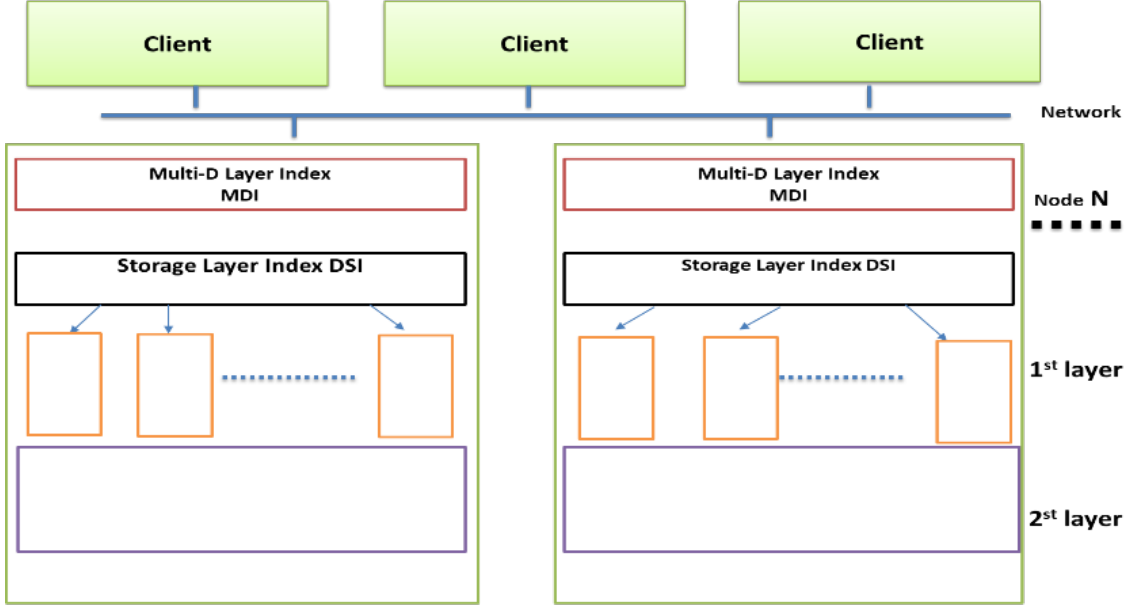 Client
Client
Client
Network
Multi-D Layer Index
MDI
Multi-D Layer Index
MDI
Node N
Storage Layer Index DSI
Storage Layer Index DSI
1st layer
2st layer